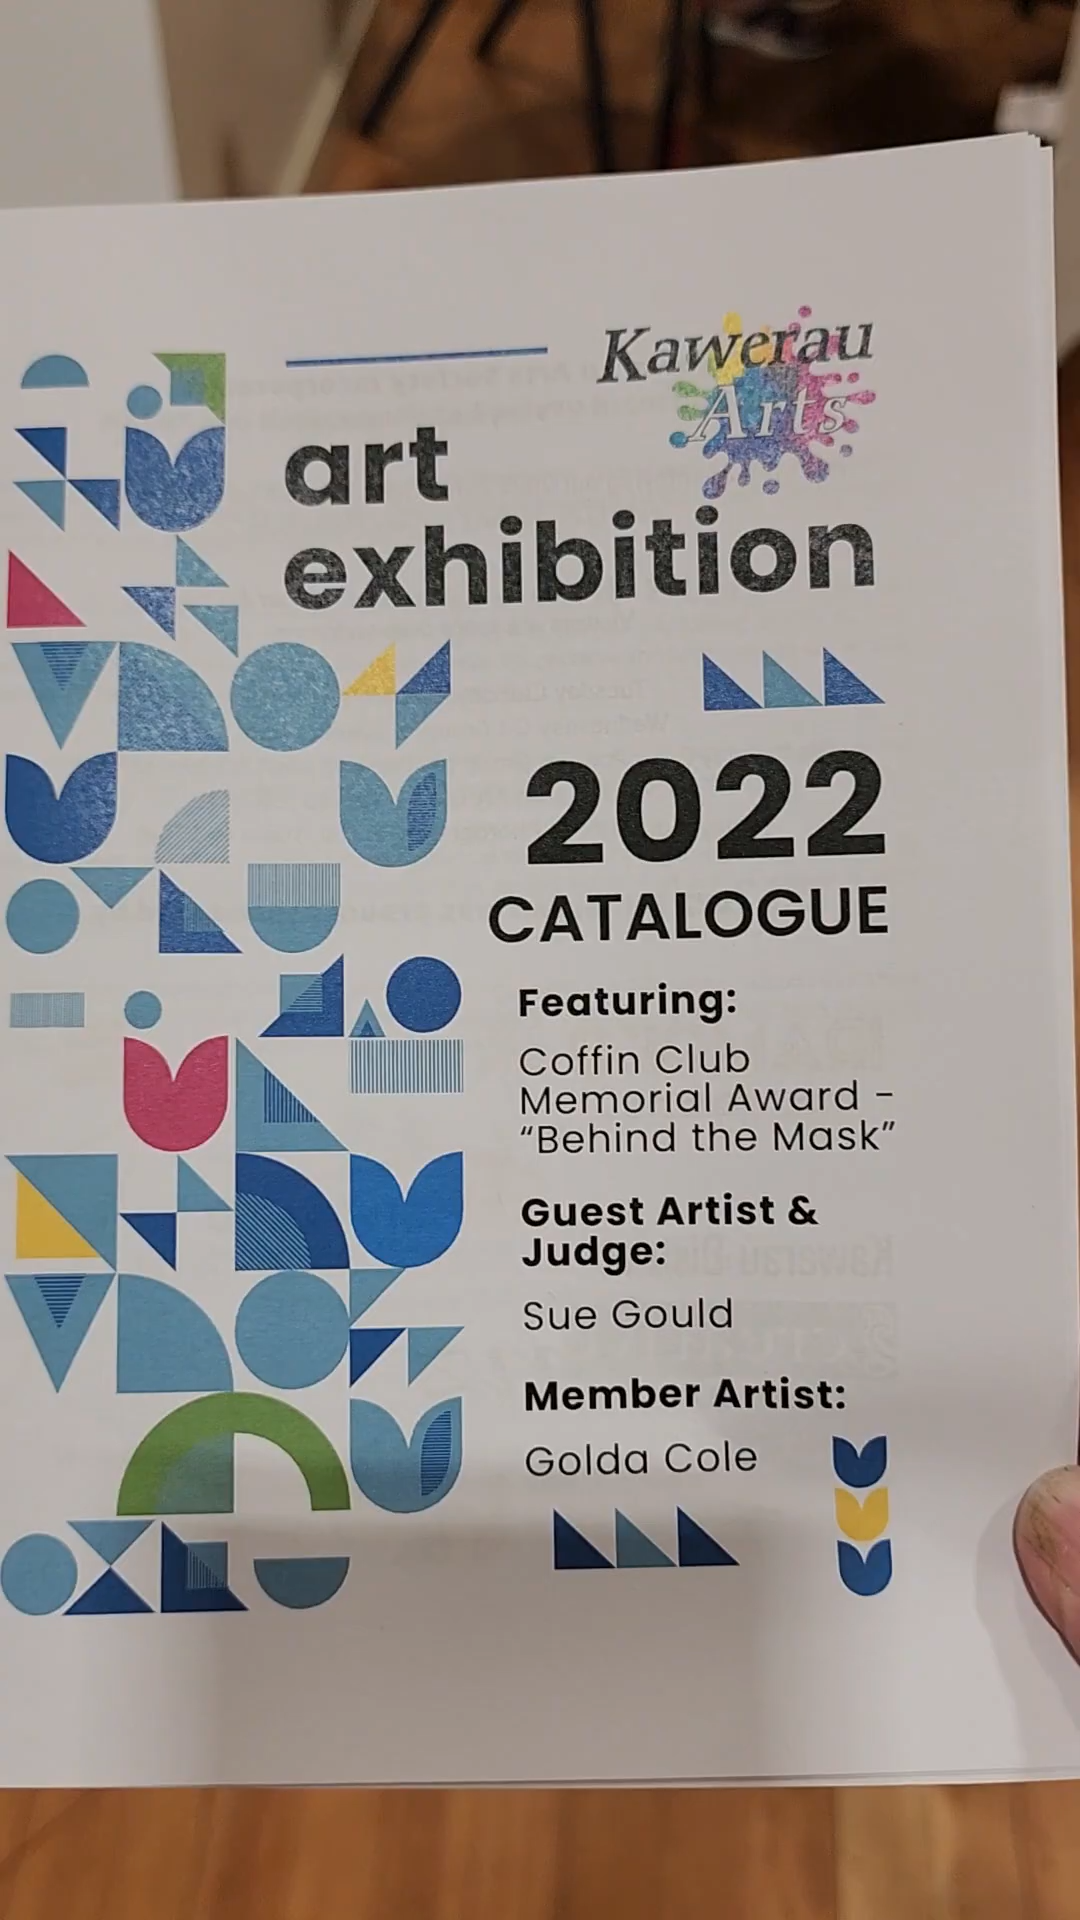 Kawerau
Arts
art
exhibition
2022
CATALOGUE
Featuring:
Coffin Club
Memorial Award -
“Behind the Mask”
Guest Artist &
Judge:
Sue Gould
Member Artist:
Golda Cole